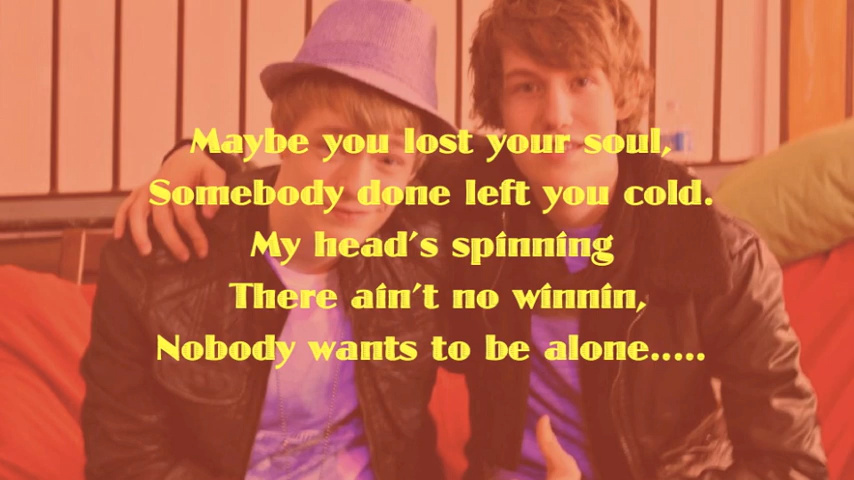 Maybe you lost your soul,
Somebody done left you cold.
My head's spinning
There ain't no winnin,
Nobody wants to be alone.....